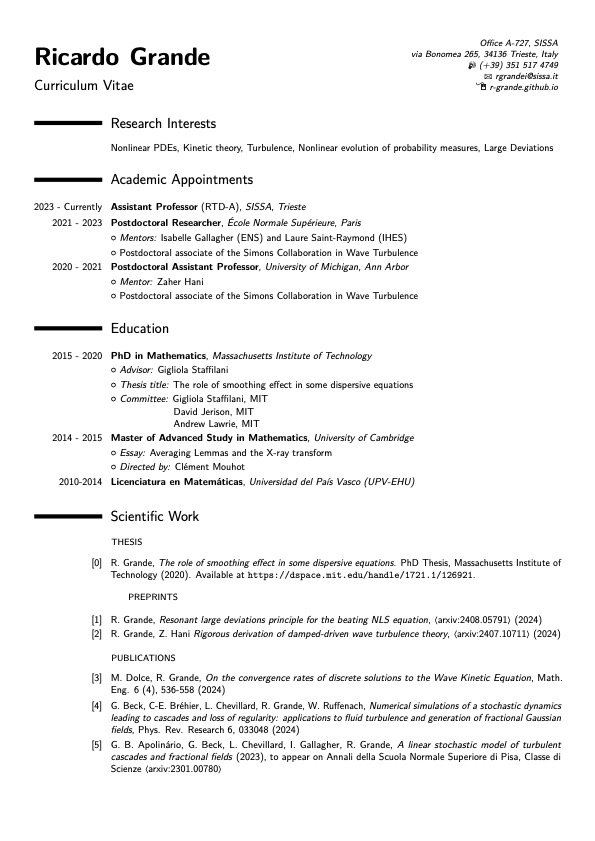 Ricardo Grande
Curriculum Vitae
Office A-727, SISSA
via Bonomea 265, 34136 Trieste, Italy
(+39) 351 517 4749
rgrandei@sissa.it
r-grande.github.io
Research Interests
Nonlinear PDEs, Kinetic theory, Turbulence, Nonlinear evolution of probability measures, Large Deviations
Academic Appointments
2023 - Currently Assistant Professor (RTD-A), SISSA, Trieste
2021 - 2023 Postdoctoral Researcher, École Normale Supérieure, Paris
○ Mentors: Isabelle Gallagher (ENS) and Laure Saint-Raymond (IHES)
○ Postdoctoral associate of the Simons Collaboration in Wave Turbulence
2020 - 2021 Postdoctoral Assistant Professor, University of Michigan, Ann Arbor
○ Mentor: Zaher Hani
○ Postdoctoral associate of the Simons Collaboration in Wave Turbulence
Education
2015 - 2020 PhD in Mathematics, Massachusetts Institute of Technology
○ Advisor: Gigliola Staffilani
○ Thesis title: The role of smoothing effect in some dispersive equations
○ Committee: Gigliola Staffilani, MIT
David Jerison, MIT
Andrew Lawrie, MIT
2014 - 2015 Master of Advanced Study in Mathematics, University of Cambridge
○ Essay: Averaging Lemmas and the X-ray transform
○ Directed by: Clément Mouhot
2010-2014 Licenciatura en Matemáticas, Universidad del País Vasco (UPV-EHU)
Scientific Work
THESIS
[0] R. Grande, The role of smoothing effect in some dispersive equations. PhD Thesis, Massachusetts Institute of
Technology (2020). Available at https://dspace.mit.edu/handle/1721.1/126921.
PREPRINTS
[1] R. Grande, Resonant large deviations principle for the beating NLS equation, ⟨arxiv:2408.05791⟩ (2024)
[2] R. Grande, Z. Hani Rigorous derivation of damped-driven wave turbulence theory, ⟨arxiv:2407.10711⟩ (2024)
PUBLICATIONS
[3] M. Dolce, R. Grande, On the convergence rates of discrete solutions to the Wave Kinetic Equation, Math.
Eng. 6 (4), 536-558 (2024)
[4] G. Beck, C-E. Bréhier, L. Chevillard, R. Grande, W. Ruffenach, Numerical simulations of a stochastic dynamics
leading to cascades and loss of regularity: applications to fluid turbulence and generation of fractional Gaussian
fields, Phys. Rev. Research 6, 033048 (2024)
[5] G. B. Apolinário, G. Beck, L. Chevillard, I. Gallagher, R. Grande, A linear stochastic model of turbulent
cascades and fractional fields (2023), to appear on Annali della Scuola Normale Superiore di Pisa, Classe di
Scienze ⟨arxiv:2301.00780⟩